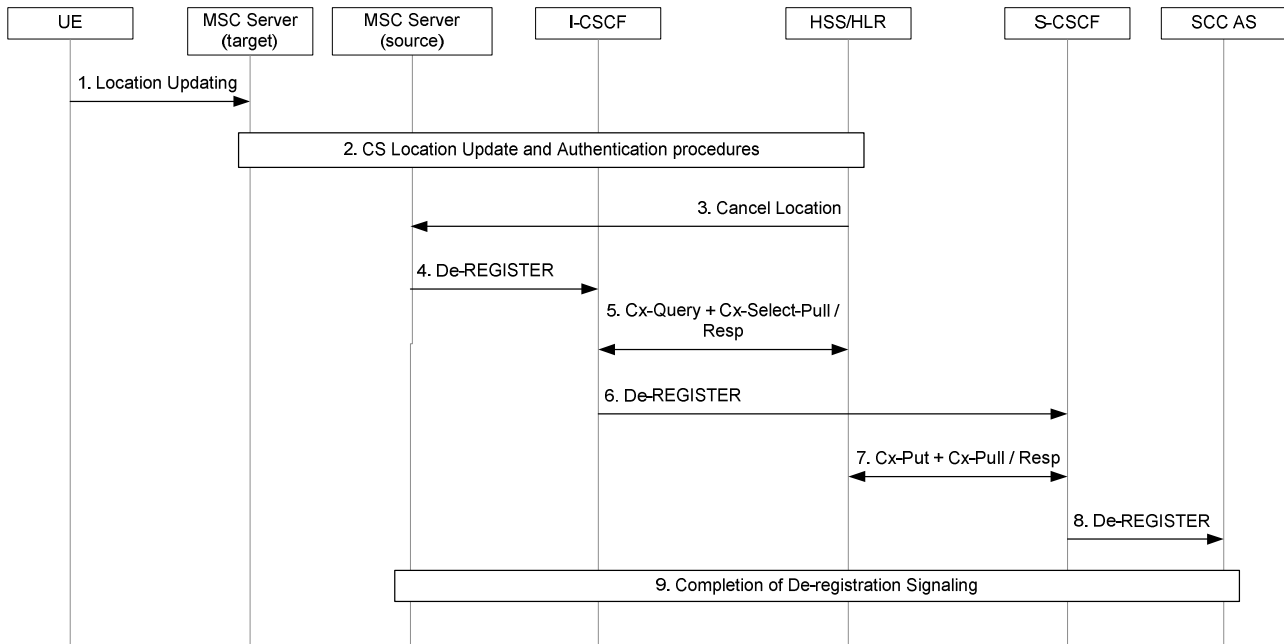 UE
MSC Server
(target)
MSC Server
(source)
I-CSCF
HSS/HLR
S-CSCF
SCC AS
1. Location Updating
2. CS Location Update and Authentication procedures
3. Cancel Location
4. De-REGISTER
5. Cx-Query + Cx-Select-Pull /
Resp
6. De-REGISTER
7. Cx-Put + Cx-Pull / Resp
8. De-REGISTER
9. Completion of De-registration Signaling